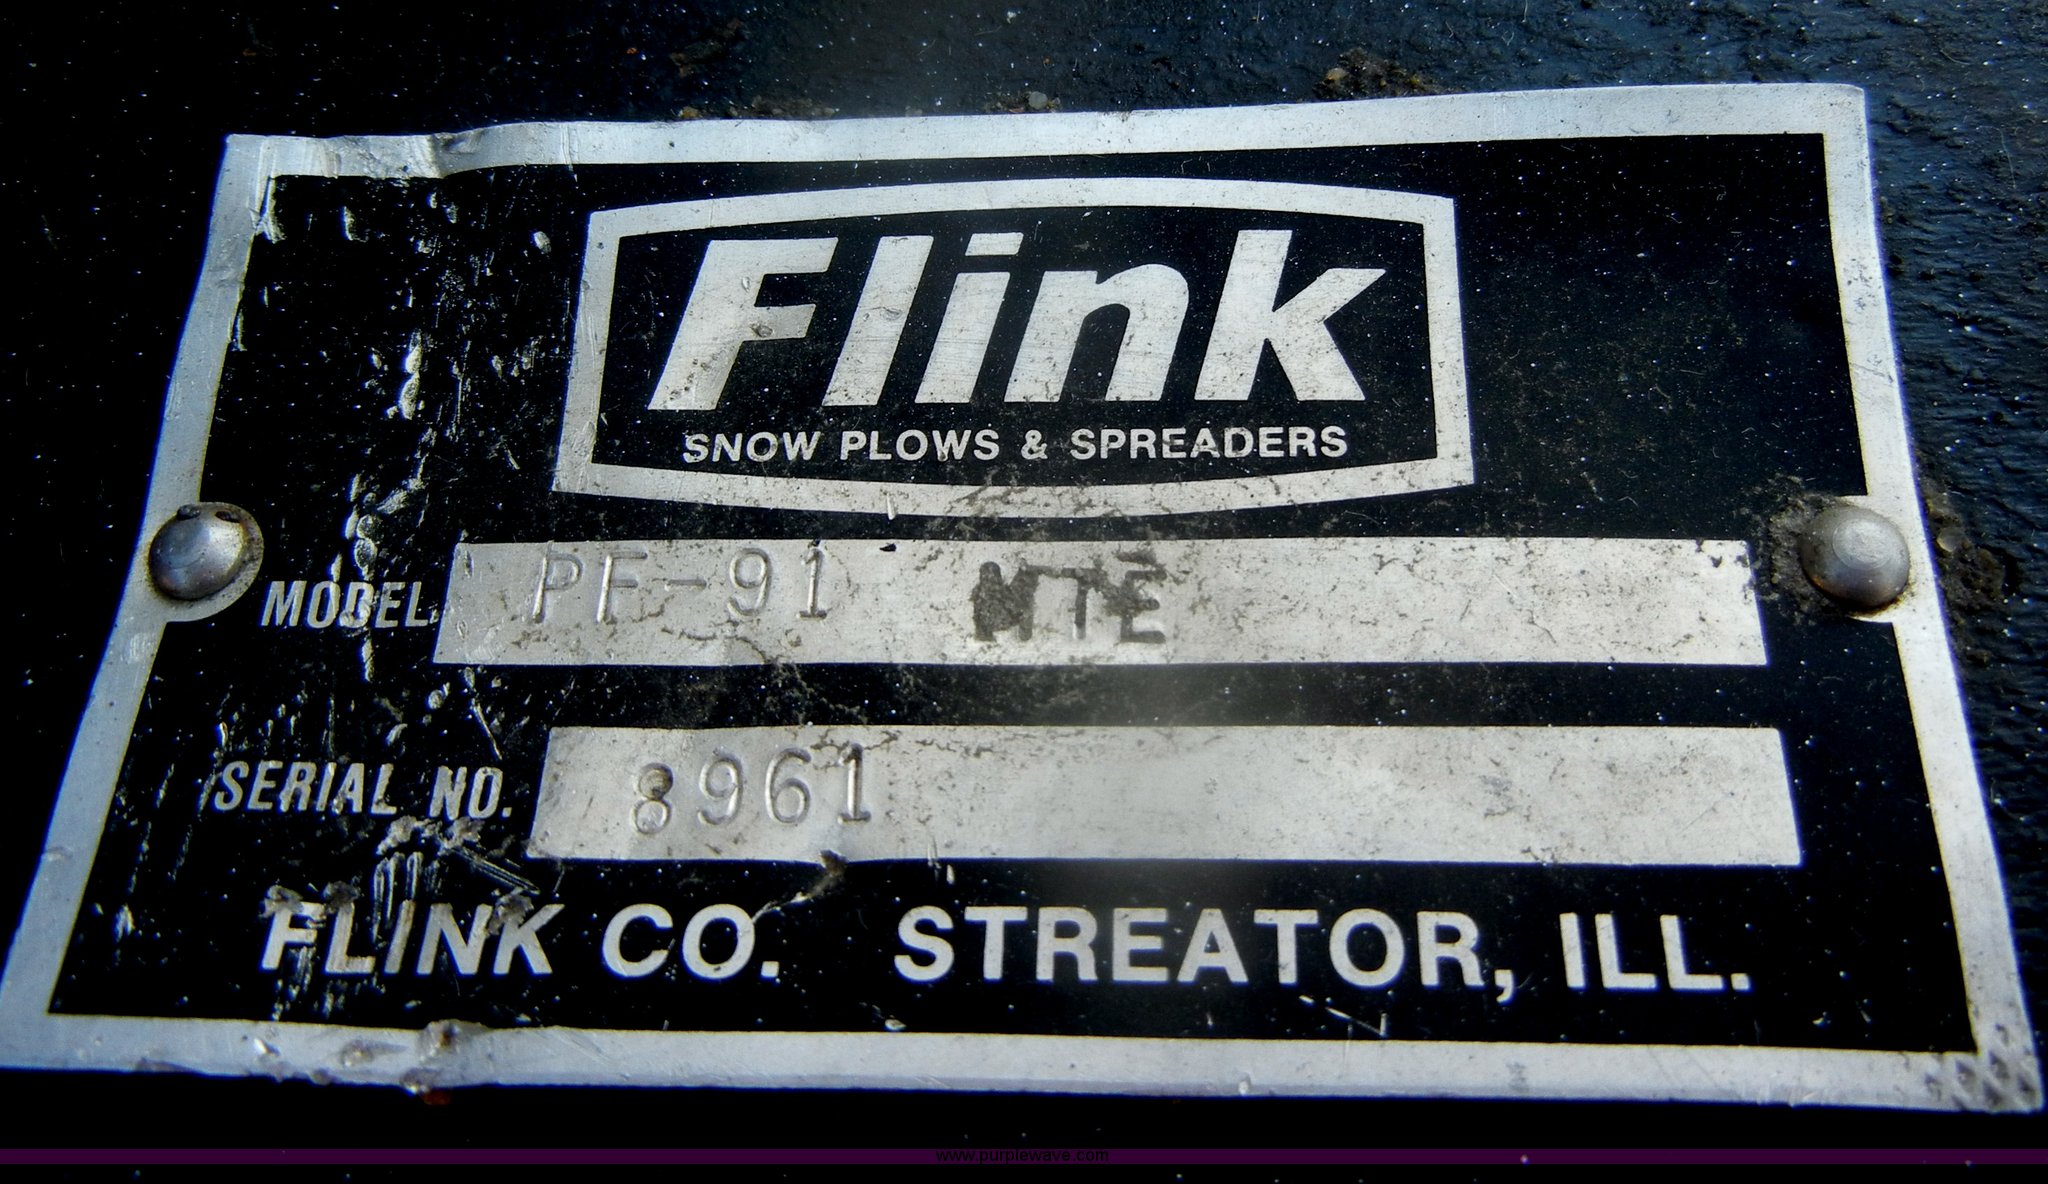 Flink
SNOW PLOWS & SPREADERS
MODEL PF-91 MTE
SERIAL NO. 8961
FLINK CO. STREATOR, ILL.
www.purplewave.com